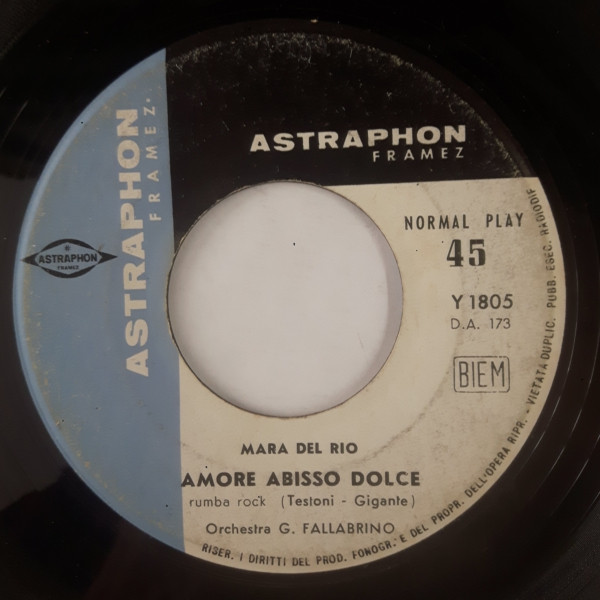 ASTRAPHON
FRAMEZ
ASTRAPHON
FRAMEZ.
ASTRAPHON
FRAMEZ
NORMAL PLAY
45
Y 1805
D.A. 173
BIEM
MARA DEL RIO
AMORE ABISSO DOLCE
rumba rock (Testoni - Gigante)
Orchestra G. FALLABRINO
RISER. I DIRITTI DEL PROD. FONOGR. E DEL PROPR. DELL'OPERA RIPR. - VIETATA DUPLIC. PUBB. ESEC. RADIODIF